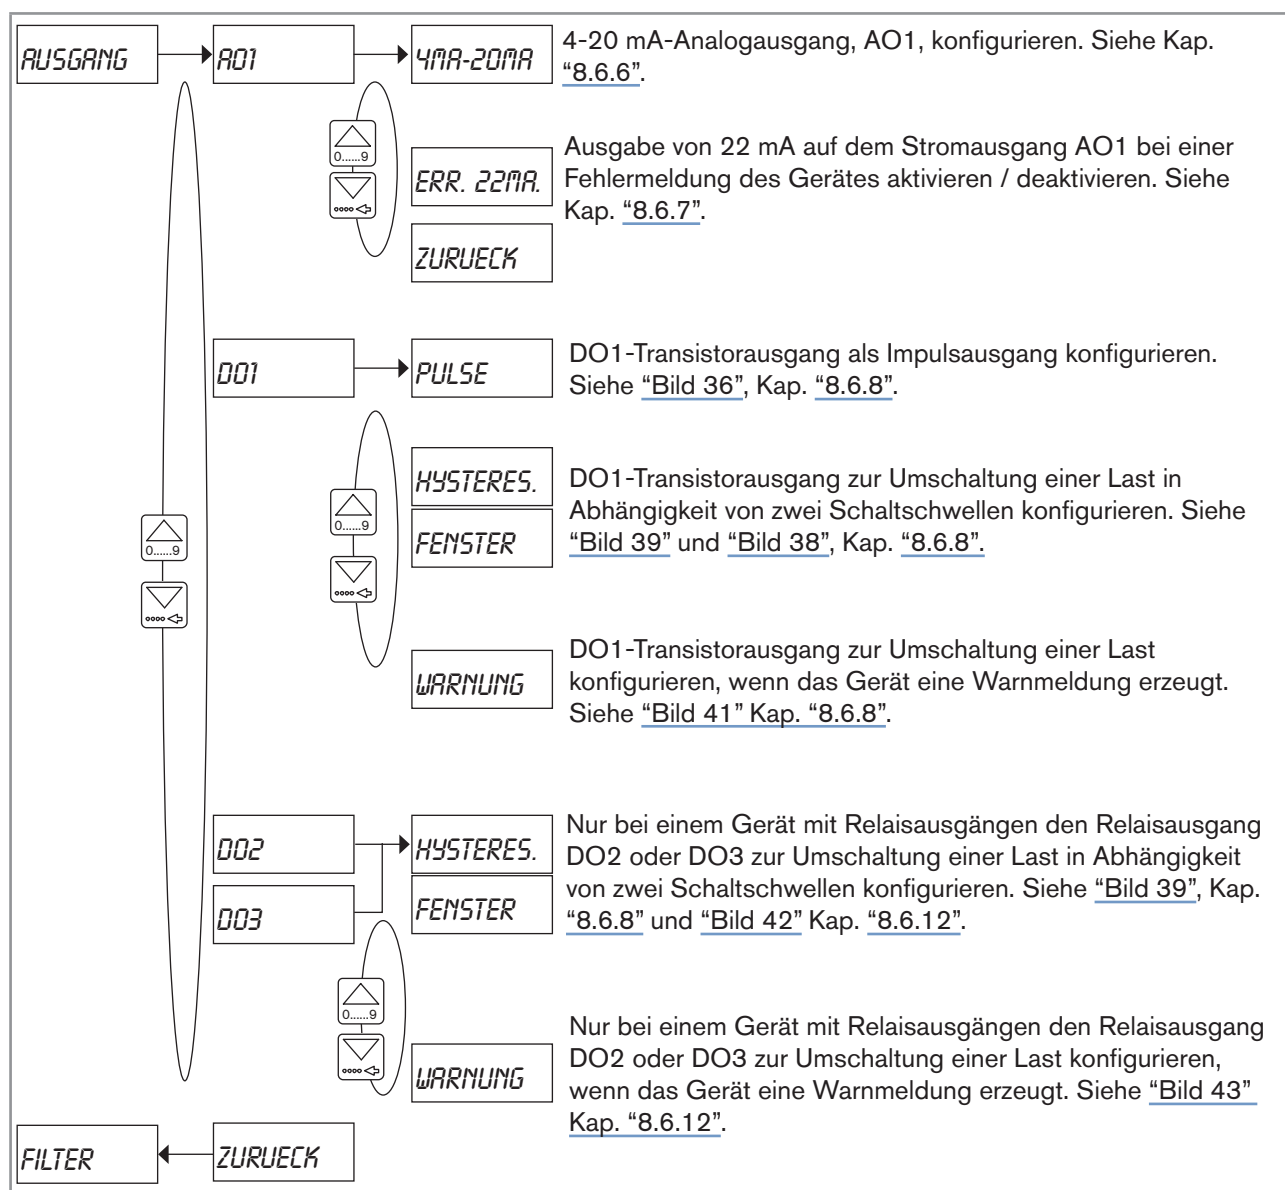 AUSGANG
AO1
4MA-20MA
4-20 mA-Analogausgang, AO1, konfigurieren. Siehe Kap.
“8.6.6”.
0......9
ERR. 22MA.
Ausgabe von 22 mA auf dem Stromausgang AO1 bei einer
Fehlermeldung des Gerätes aktivieren / deaktivieren. Siehe
Kap. “8.6.7”.
ZURUECK
DO1
PULSE
DO1-Transistorausgang als Impulsausgang konfigurieren.
Siehe “Bild 36”, Kap. “8.6.8”.
0......9
HYSTERES.
FENSTER
DO1-Transistorausgang zur Umschaltung einer Last in
Abhängigkeit von zwei Schaltschwellen konfigurieren. Siehe
“Bild 39” und “Bild 38”, Kap. “8.6.8”.
0......9
WARNUNG
DO1-Transistorausgang zur Umschaltung einer Last
konfigurieren, wenn das Gerät eine Warnmeldung erzeugt.
Siehe “Bild 41” Kap. “8.6.8”.
DO2
DO3
HYSTERES.
FENSTER
Nur bei einem Gerät mit Relaisausgängen den Relaisausgang
DO2 oder DO3 zur Umschaltung einer Last in Abhängigkeit
von zwei Schaltschwellen konfigurieren. Siehe “Bild 39”, Kap.
“8.6.8” und “Bild 42” Kap. “8.6.12”.
0......9
WARNUNG
Nur bei einem Gerät mit Relaisausgängen den Relaisausgang
DO2 oder DO3 zur Umschaltung einer Last konfigurieren,
wenn das Gerät eine Warnmeldung erzeugt. Siehe “Bild 43”
Kap. “8.6.12”.
FILTER
ZURUECK